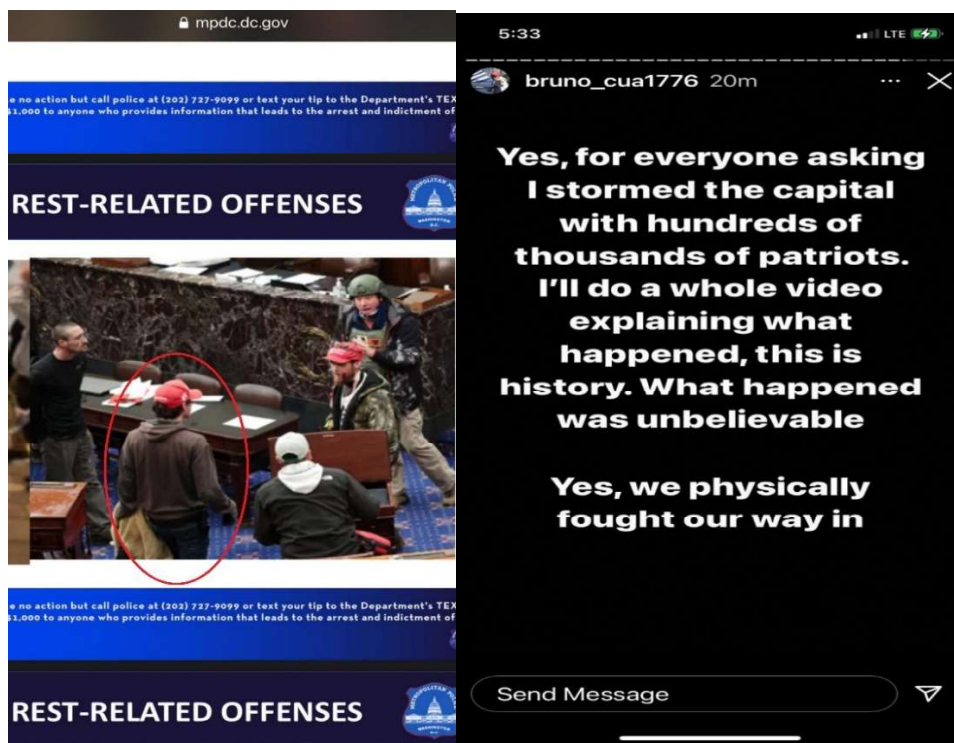 mpdc.dc.gov
e no action but call police at (202) 727-9099 or text your tip to the Department's TEX
$1,000 to anyone who provides information that leads to the arrest and indictment of
REST-RELATED OFFENSES
METROPOLITAN POLICE
WASHINGTON
D.C.
e no action but call police at (202) 727-9099 or text your tip to the Department's TEX
$1,000 to anyone who provides information that leads to the arrest and indictment of
REST-RELATED OFFENSES
5:33
LTE
bruno_cua1776 20m
Yes, for everyone asking
I stormed the capital
with hundreds of
thousands of patriots.
I'll do a whole video
explaining what
happened, this is
history. What happened
was unbelievable
Yes, we physically
fought our way in
Send Message